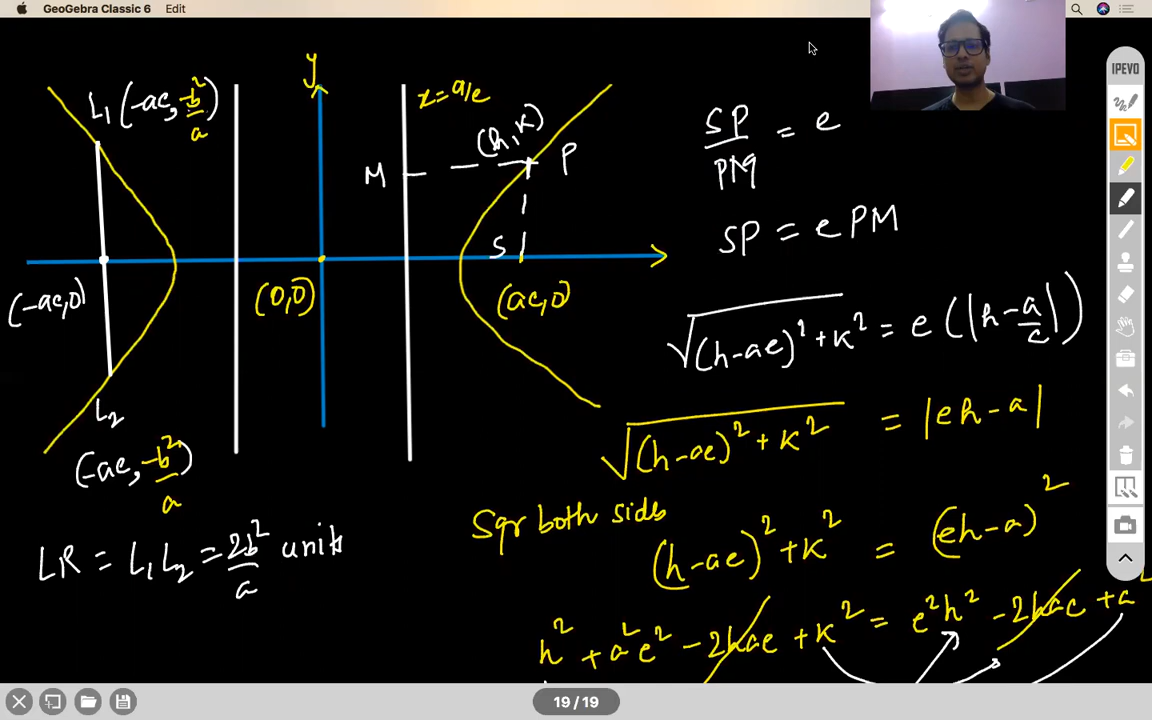 GeoGebra Classic 6 Edit
IPEVO
y
x = a/e
L₁(-ae, -b²/a)
(h, K)
M
P
S
(-ae, 0)
(0, 0)
(ae, 0)
L₂
(-ae, -b²/a)
LR = L₁L₂ = 2b²/a units
SP/PM = e
SP = e PM
√((h-ae)² + K²) = e(|h - a/e|)
√((h-ae)² + K²) = |eh - a|
Sqr both sides
(h-ae)² + K² = (eh-a)²
h² + a²e² - 2hae + K² = e²h² - 2hae + a²
19 / 19